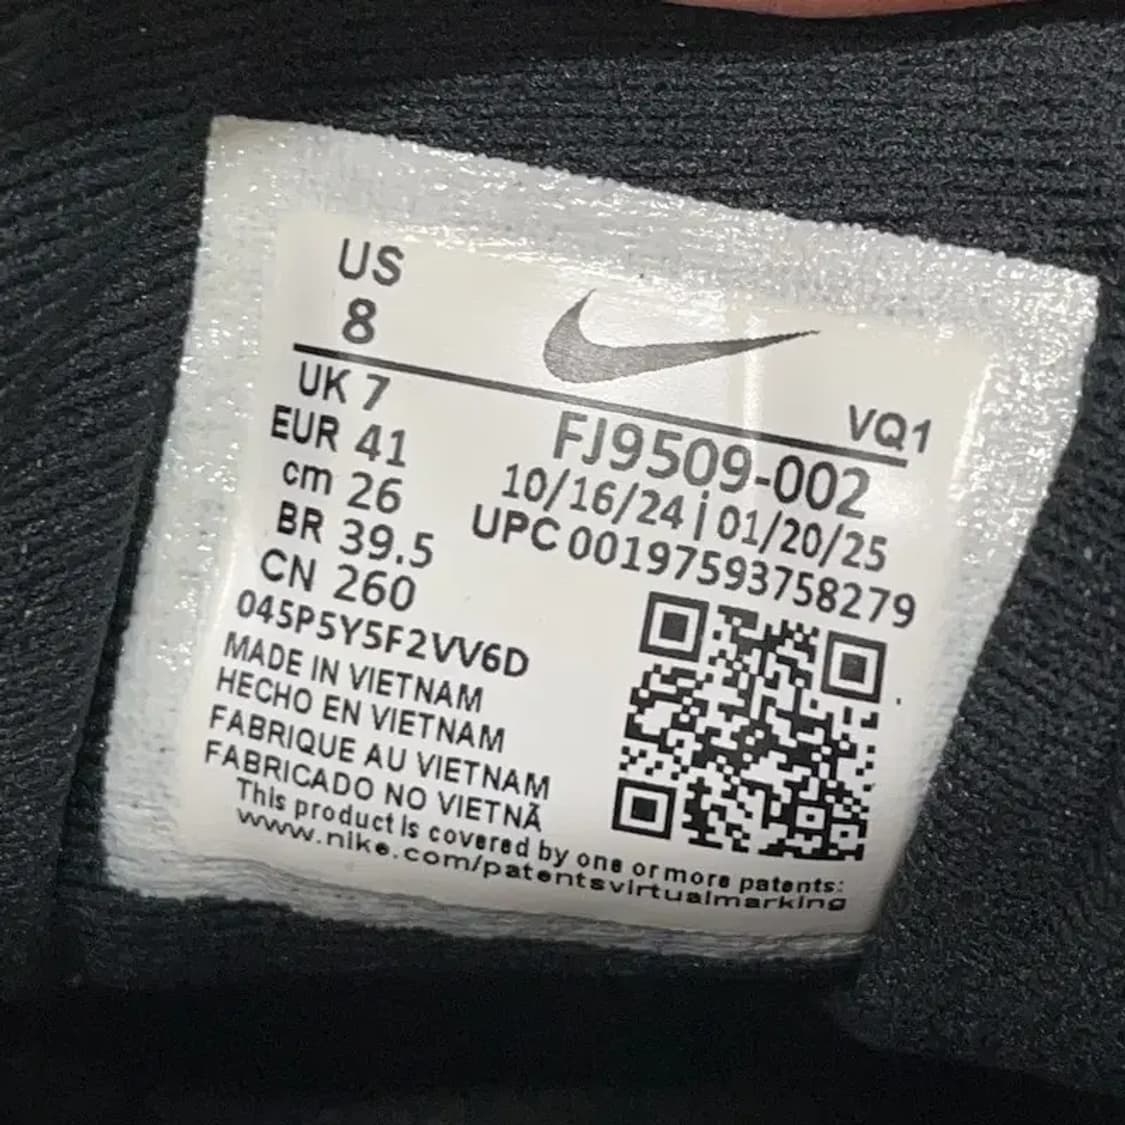 US
8
VQ1
UK 7
FJ9509-002
EUR 41
10/16/24 | 01/20/25
cm 26
UPC 00197593758279
BR 39.5
CN 260
045P5Y5F2VV6D
MADE IN VIETNAM
HECHO EN VIETNAM
FABRIQUE AU VIETNAM
FABRICADO NO VIETNÃ
This product is covered by one or more patents:
www.nike.com/patentsvirtualmarking